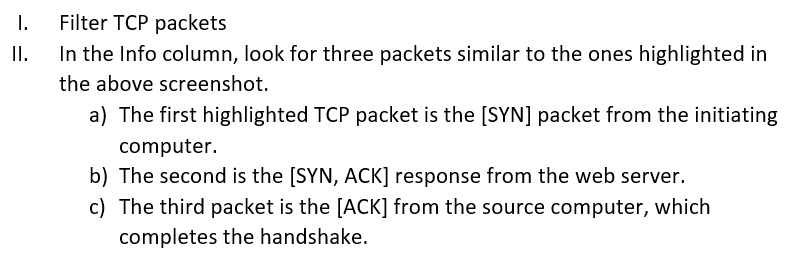 I. Filter TCP packets
II. In the Info column, look for three packets similar to the ones highlighted in
the above screenshot.
a) The first highlighted TCP packet is the [SYN] packet from the initiating
computer.
b) The second is the [SYN, ACK] response from the web server.
c) The third packet is the [ACK] from the source computer, which
completes the handshake.